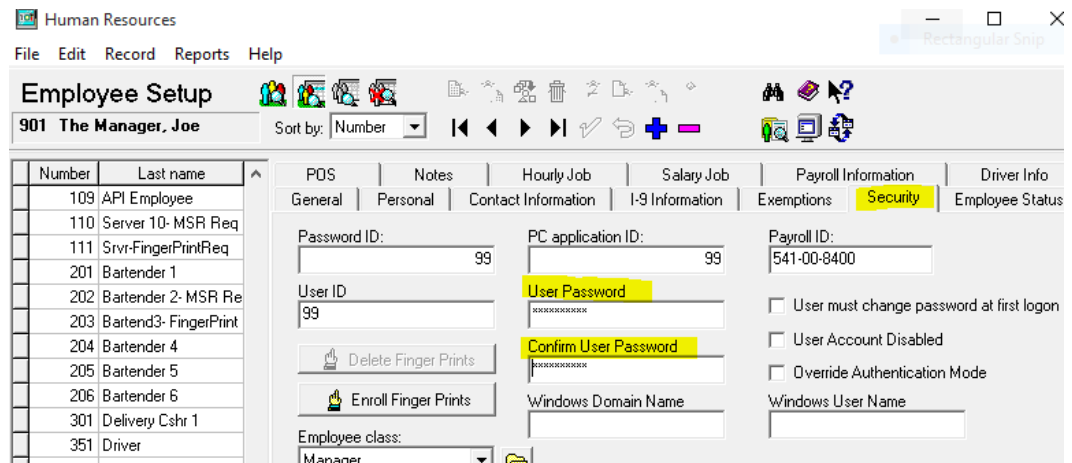 Human Resources
Rectangular Snip
File Edit Record Reports Help
Employee Setup
901 The Manager, Joe
Sort by: Number
Number Last name
109 API Employee
110 Server 10- MSR Req
111 Srvr-FingerPrintReq
201 Bartender 1
202 Bartender 2- MSR Re
203 Bartend3- FingerPrint
204 Bartender 4
205 Bartender 5
206 Bartender 6
301 Delivery Cshr 1
351 Driver
POS Notes Hourly Job Salary Job Payroll Information Driver Info
General Personal Contact Information I-9 Information Exemptions Security Employee Status
Password ID: PC application ID: Payroll ID:
99 99 541-00-8400
User ID User Password
99 xxxxxxxxxx User must change password at first logon
Confirm User Password User Account Disabled
Delete Finger Prints xxxxxxxxxx Override Authentication Mode
Enroll Finger Prints Windows Domain Name Windows User Name
Employee class:
Manager